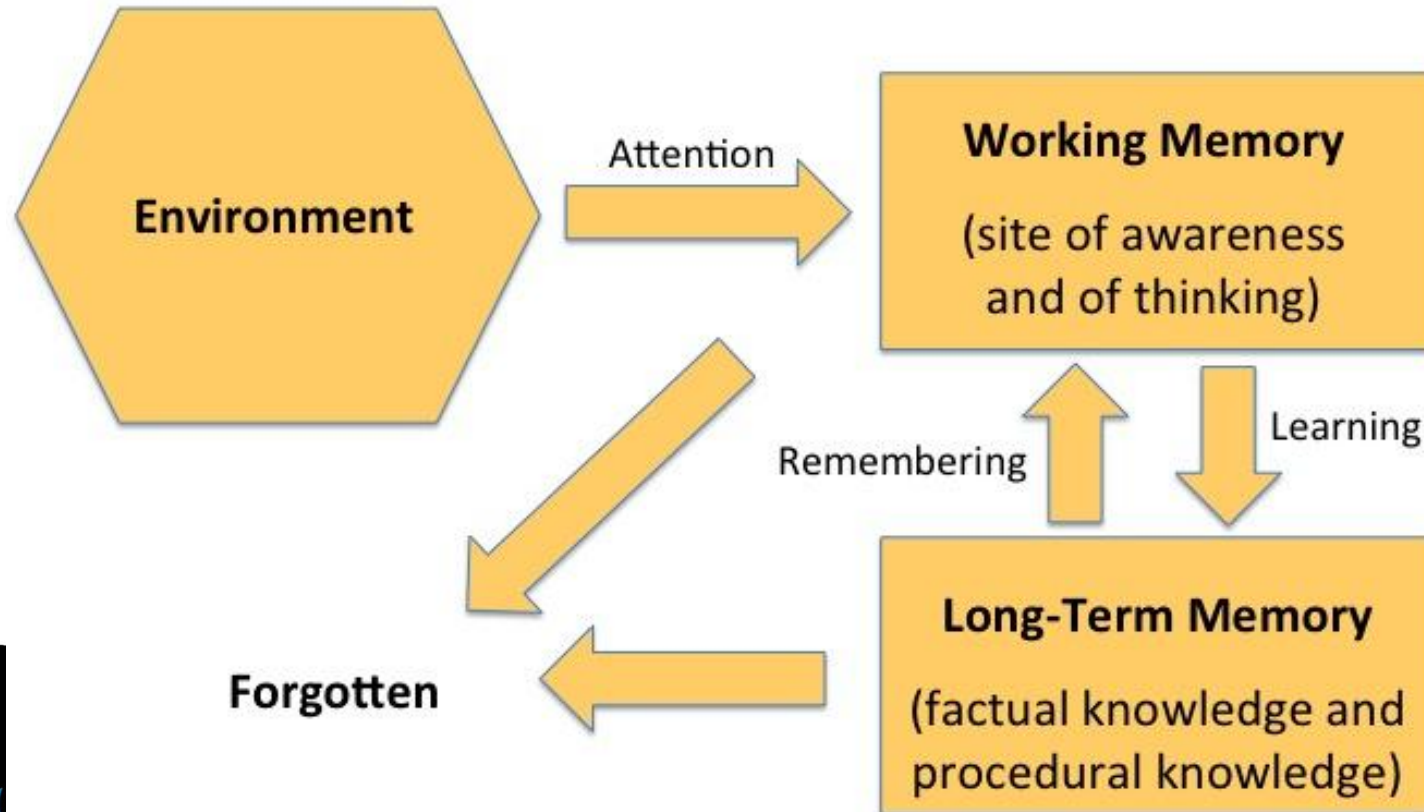 Environment
Attention
Working Memory
(site of awareness
and of thinking)
Remembering
Learning
Forgotten
Long-Term Memory
(factual knowledge and
procedural knowledge)